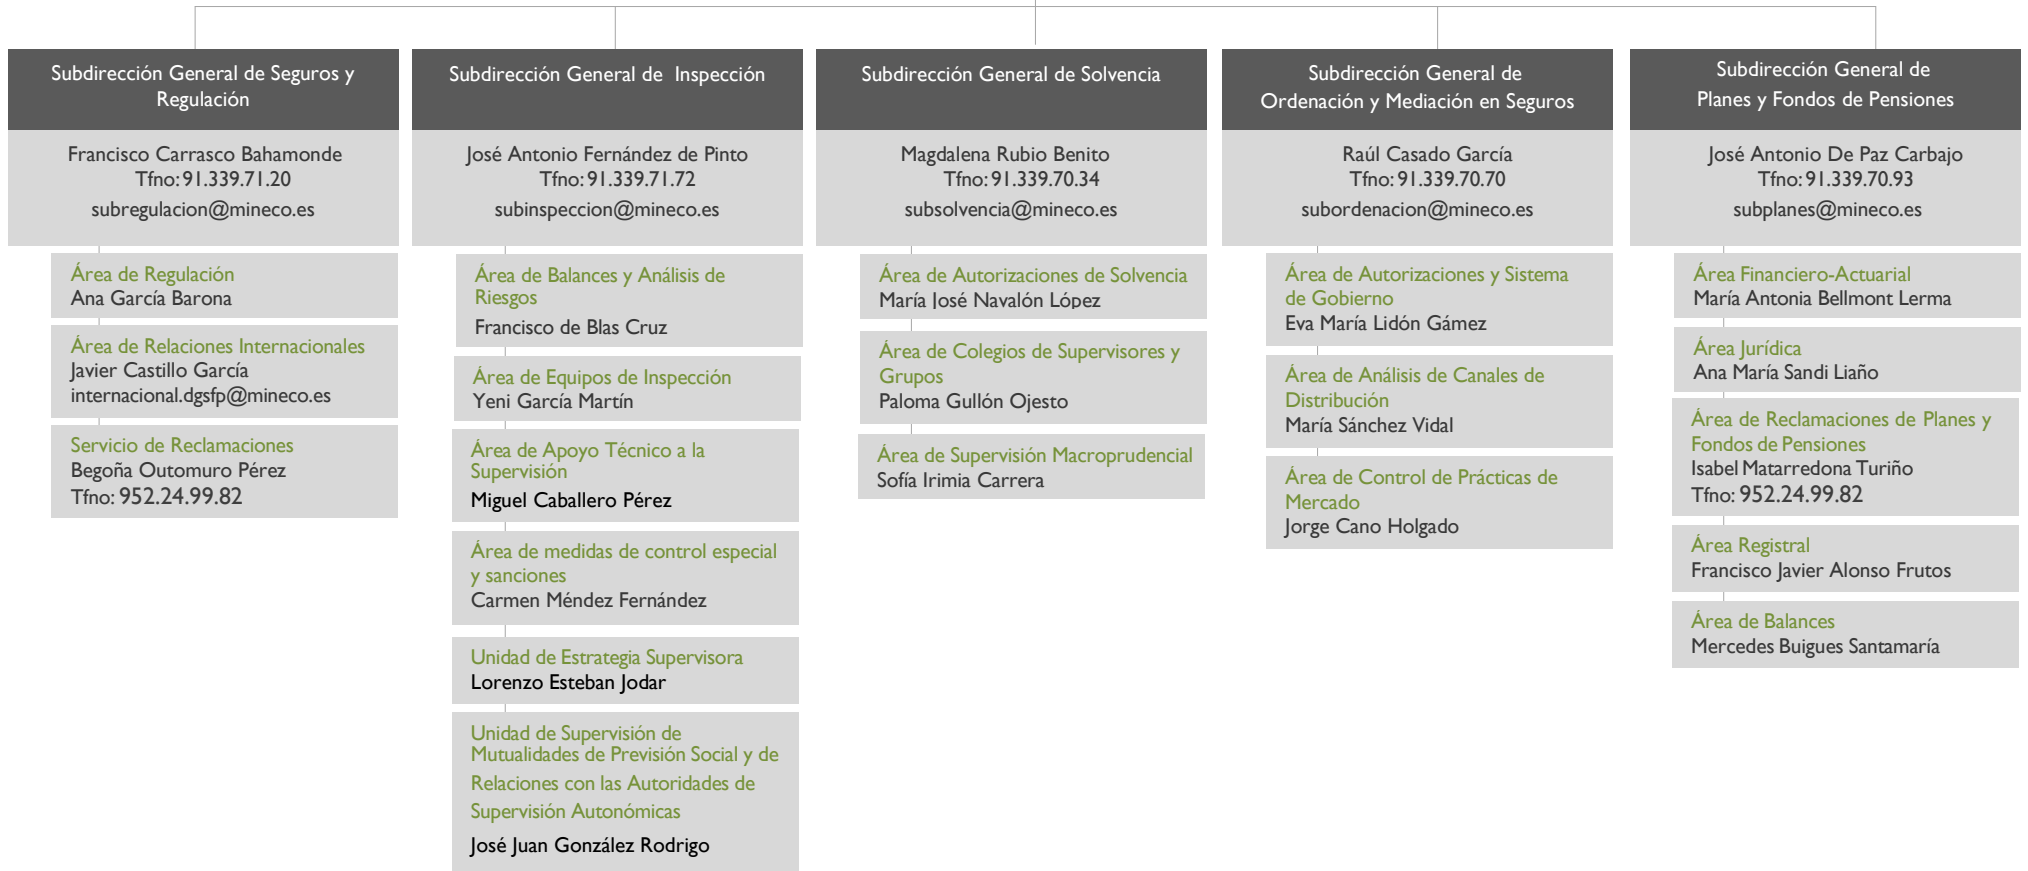 Subdirección General de Seguros y
Regulación
Francisco Carrasco Bahamonde
Tfno: 91.339.71.20
subregulacion@mineco.es
Área de Regulación
Ana García Barona
Área de Relaciones Internacionales
Javier Castillo García
internacional.dgsfp@mineco.es
Servicio de Reclamaciones
Begoña Outomuro Pérez
Tfno: 952.24.99.82
Subdirección General de Inspección
José Antonio Fernández de Pinto
Tfno: 91.339.71.72
subinspeccion@mineco.es
Área de Balances y Análisis de
Riesgos
Francisco de Blas Cruz
Área de Equipos de Inspección
Yeni García Martín
Área de Apoyo Técnico a la
Supervisión
Miguel Caballero Pérez
Área de medidas de control especial
y sanciones
Carmen Méndez Fernández
Unidad de Estrategia Supervisora
Lorenzo Esteban Jodar
Unidad de Supervisión de
Mutualidades de Previsión Social y de
Relaciones con las Autoridades de
Supervisión Autonómicas
José Juan González Rodrigo
Subdirección General de Solvencia
Magdalena Rubio Benito
Tfno: 91.339.70.34
subsolvencia@mineco.es
Área de Autorizaciones de Solvencia
María José Navalón López
Área de Colegios de Supervisores y
Grupos
Paloma Gullón Ojesto
Área de Supervisión Macroprudencial
Sofía Irimia Carrera
Subdirección General de
Ordenación y Mediación en Seguros
Raúl Casado García
Tfno: 91.339.70.70
subordenacion@mineco.es
Área de Autorizaciones y Sistema
de Gobierno
Eva María Lidón Gámez
Área de Análisis de Canales de
Distribución
María Sánchez Vidal
Área de Control de Prácticas de
Mercado
Jorge Cano Holgado
Subdirección General de
Planes y Fondos de Pensiones
José Antonio De Paz Carbajo
Tfno: 91.339.70.93
subplanes@mineco.es
Área Financiero-Actuarial
María Antonia Bellmont Lerma
Área Jurídica
Ana María Sandi Liaño
Área de Reclamaciones de Planes y
Fondos de Pensiones
Isabel Matarredona Turiño
Tfno: 952.24.99.82
Área Registral
Francisco Javier Alonso Frutos
Área de Balances
Mercedes Buigues Santamaría